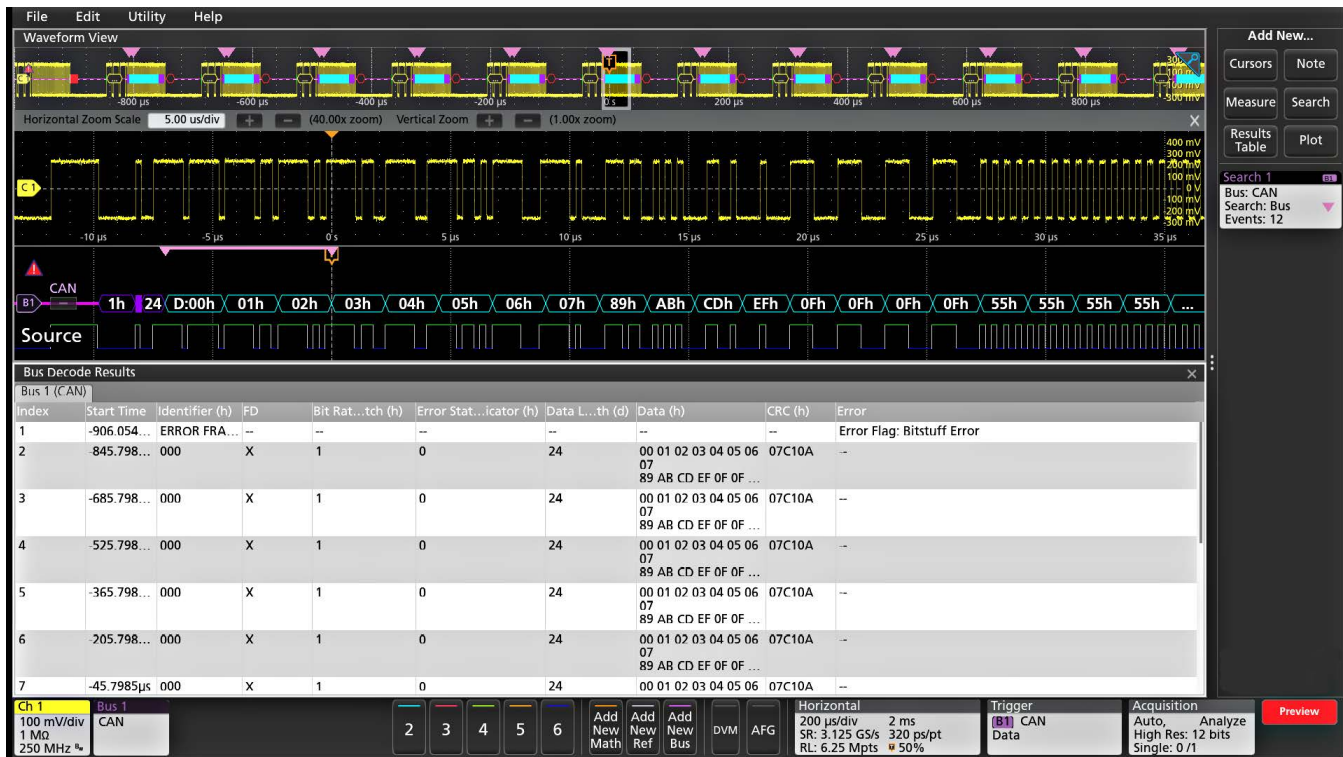 File Edit Utility Help
Waveform View
Add New...
Cursors Note
Measure Search
Results Table Plot
-800 µs -600 µs -400 µs -200 µs 0 s 200 µs 400 µs 600 µs 800 µs
Horizontal Zoom Scale 5.00 us/div + - (40.00x zoom) Vertical Zoom + - (1.00x zoom) X
400 mV
300 mV
100 mV
0 V
-100 mV
-200 mV
-300 mV
C 1
-10 µs -5 µs 0 s 5 µs 10 µs 15 µs 20 µs 25 µs 30 µs 35 µs
Search 1 B1
Bus: CAN
Search: Bus
Events: 12
CAN
B1 1h 24 D:00h 01h 02h 03h 04h 05h 06h 07h 89h ABh CDh EFh 0Fh 0Fh 0Fh 0Fh 55h 55h 55h 55h ...
Source
Bus Decode Results
Bus 1 (CAN)
Index Start Time Identifier (h) FD Bit Rat...tch (h) Error Stat...icator (h) Data L...th (d) Data (h) CRC (h) Error
1 -906.054... ERROR FRA... -- -- -- -- -- -- Error Flag: Bitstuff Error
2 -845.798... 000 X 1 0 24 00 01 02 03 04 05 06 07C10A --
07
89 AB CD EF 0F 0F ...
3 -685.798... 000 X 1 0 24 00 01 02 03 04 05 06 07C10A --
07
89 AB CD EF 0F 0F ...
4 -525.798... 000 X 1 0 24 00 01 02 03 04 05 06 07C10A --
07
89 AB CD EF 0F 0F ...
5 -365.798... 000 X 1 0 24 00 01 02 03 04 05 06 07C10A --
07
89 AB CD EF 0F 0F ...
6 -205.798... 000 X 1 0 24 00 01 02 03 04 05 06 07C10A --
07
89 AB CD EF 0F 0F ...
7 -45.7985µs 000 X 1 0 24 00 01 02 03 04 05 06 07C10A --
Ch 1
100 mV/div
1 MΩ
250 MHz
Bus 1
CAN
2 3 4 5 6
Add New Math
Add New Ref
Add New Bus
DVM AFG
Horizontal
200 µs/div 2 ms
SR: 3.125 GS/s 320 ps/pt
RL: 6.25 Mpts 50%
Trigger
B1 CAN
Data
Acquisition
Auto, Analyze
High Res: 12 bits
Single: 0 /1
Preview